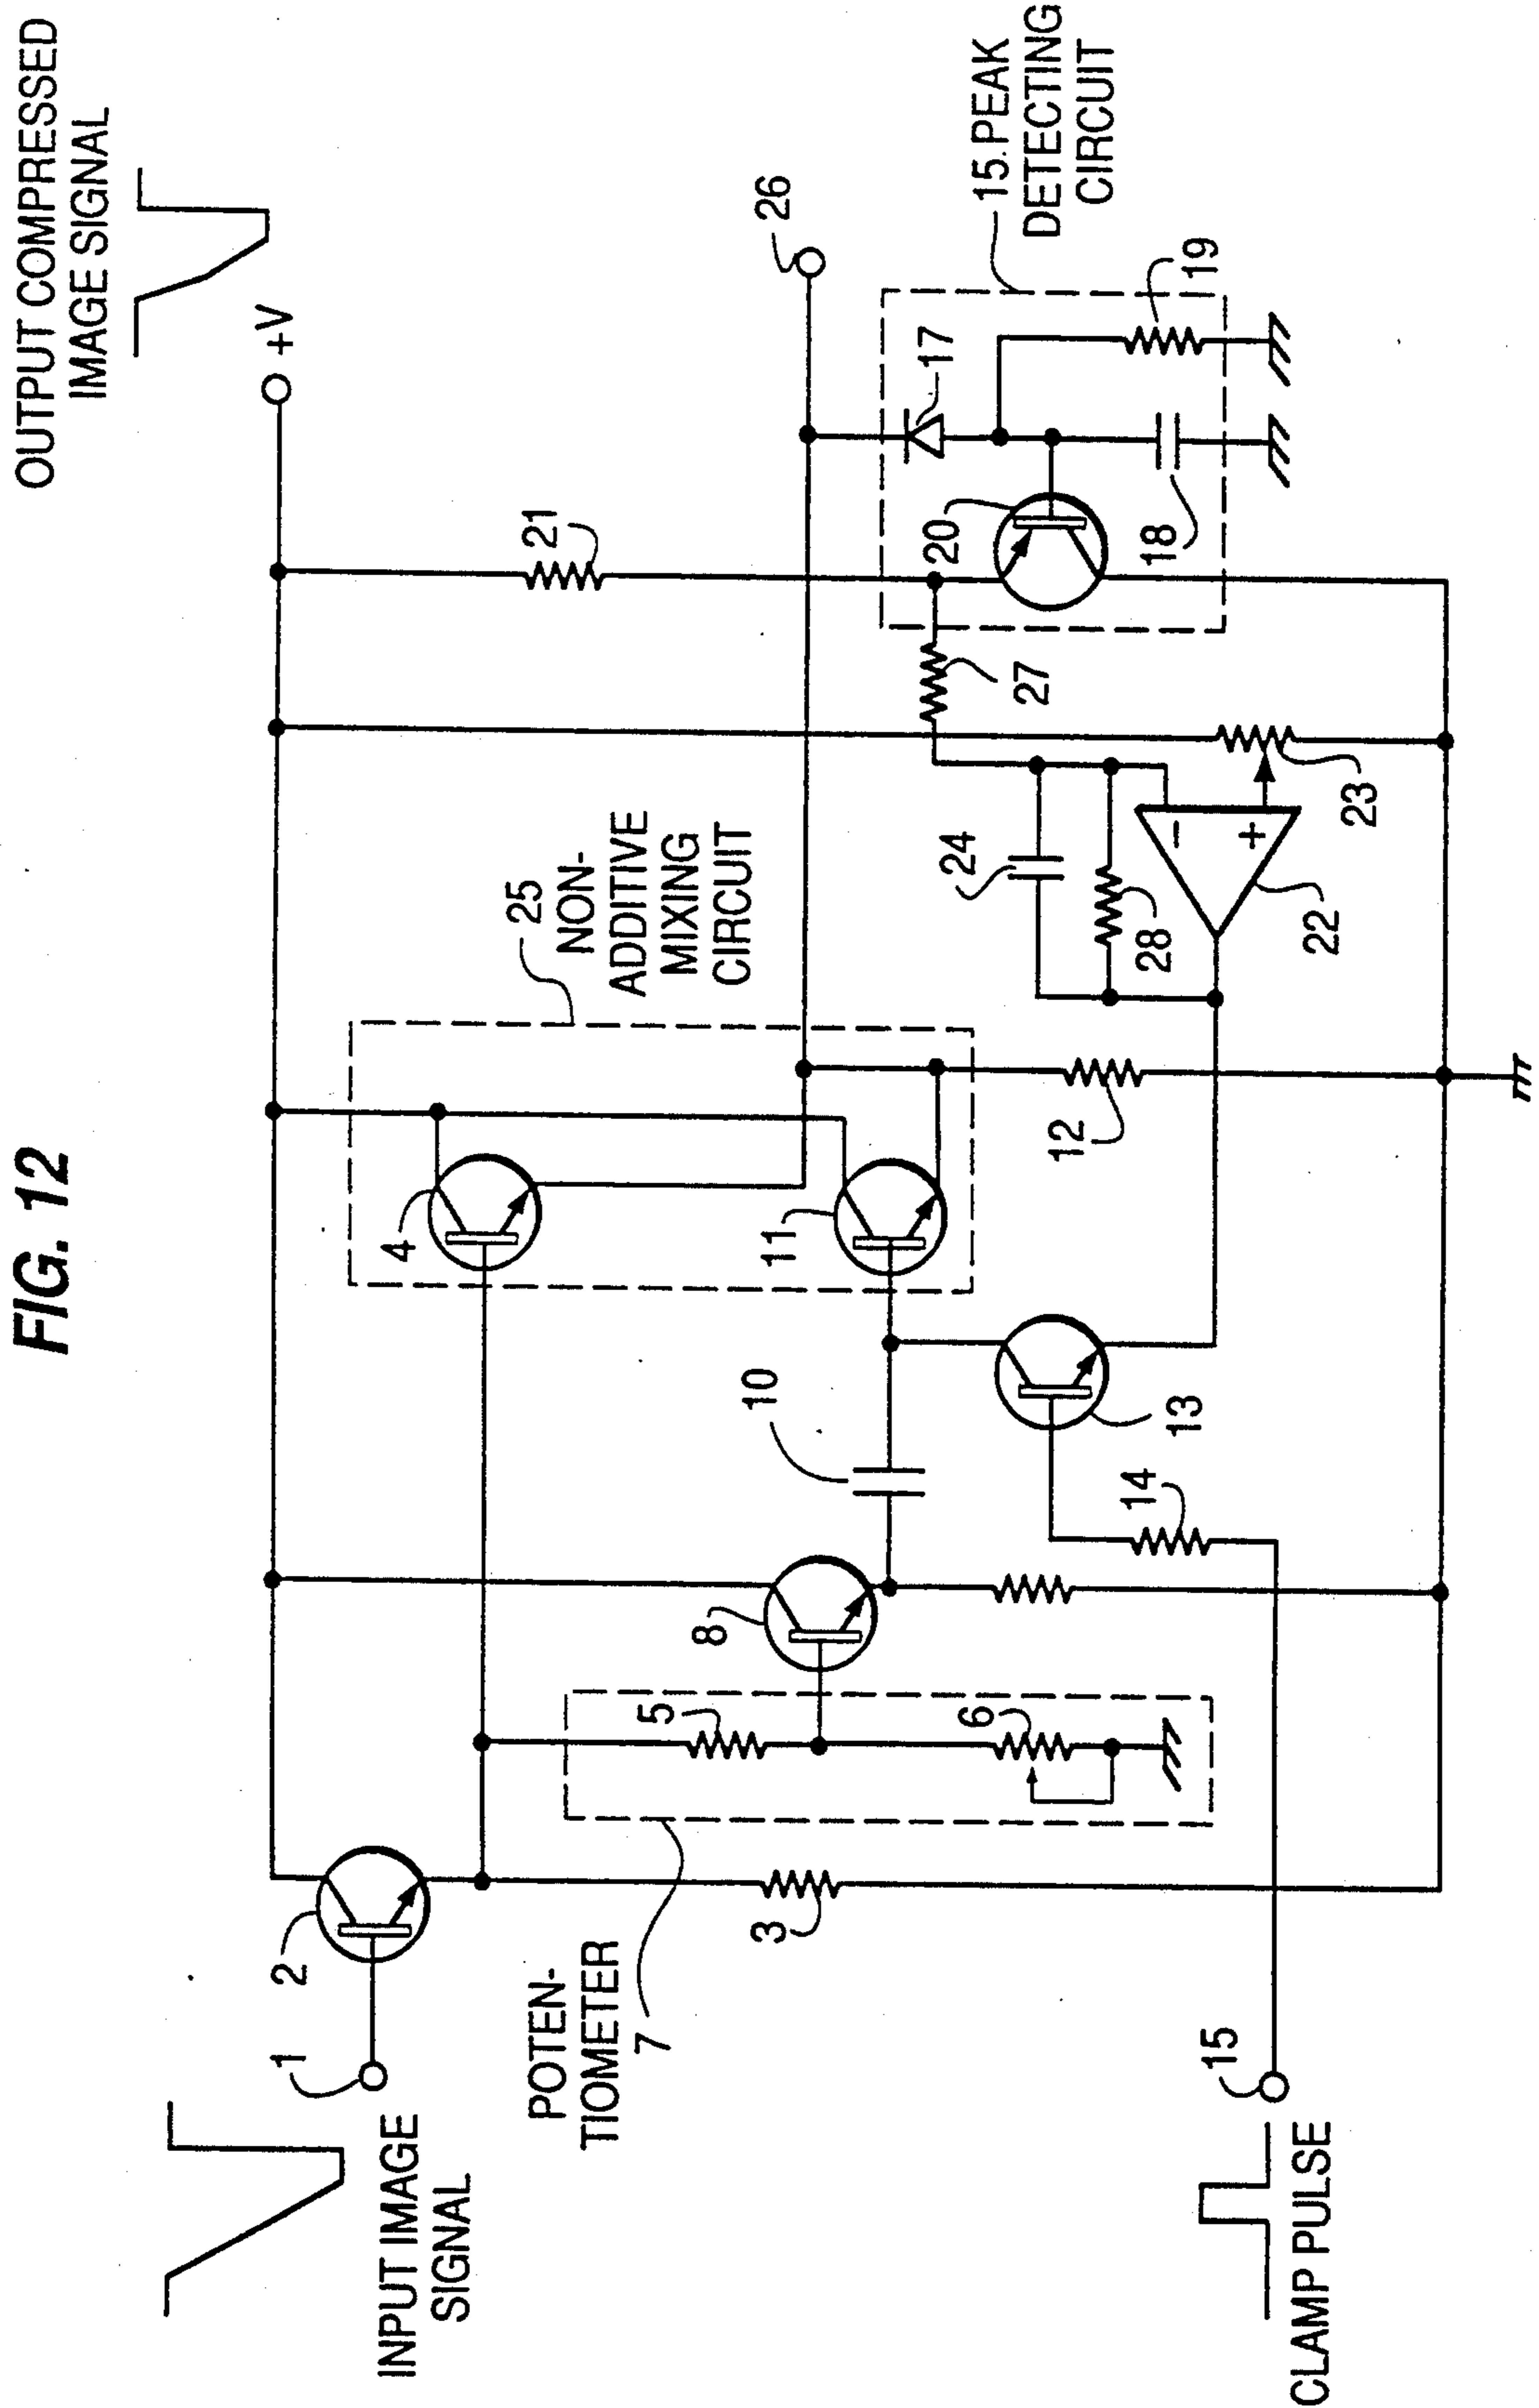 FIG. 12
OUTPUT COMPRESSED
IMAGE SIGNAL
+V
INPUT IMAGE
SIGNAL
1
2
3
POTEN-
TIOMETER
7
5
6
8
10
4
11
25
NON-
ADDITIVE
MIXING
CIRCUIT
12
13
14
15
CLAMP PULSE
21
26
27
24
28
22
23
-
+
20
17
18
19
15.PEAK
DETECTING
CIRCUIT